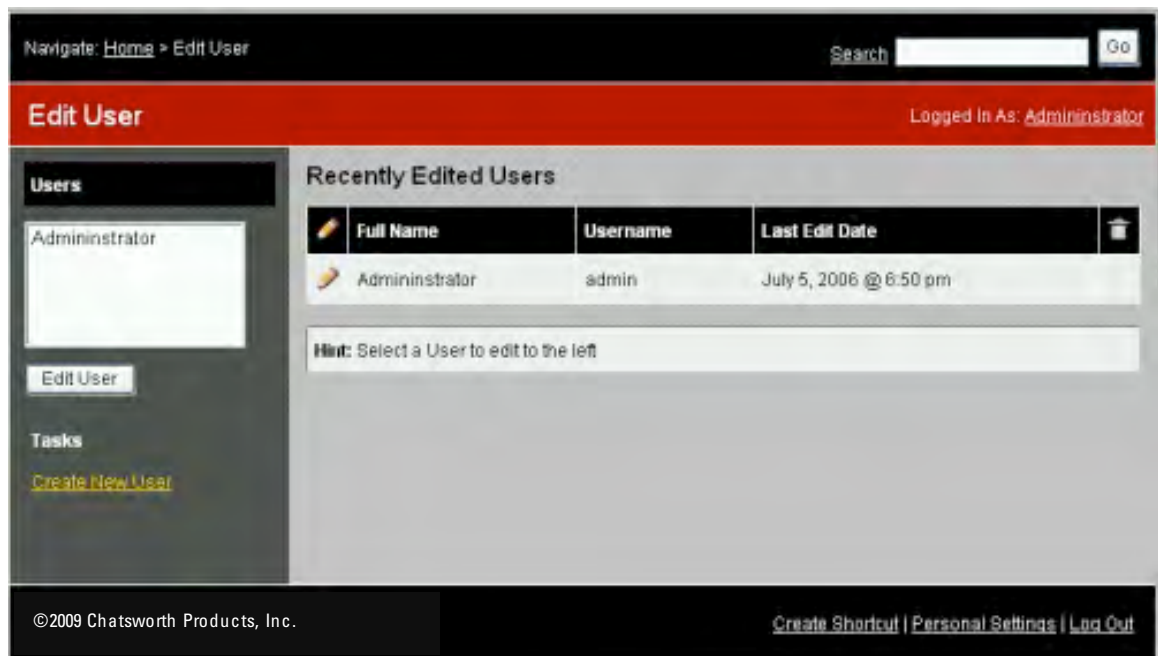 Navigate: Home > Edit User
Search
Go
Edit User
Logged In As: Admininstrator
Users
Admininstrator
Edit User
Tasks
Create New User
Recently Edited Users
Full Name Username Last Edit Date
Admininstrator admin July 5, 2006 @ 6:50 pm
Hint: Select a User to edit to the left
©2009 Chatsworth Products, Inc.
Create Shortcut | Personal Settings | Log Out